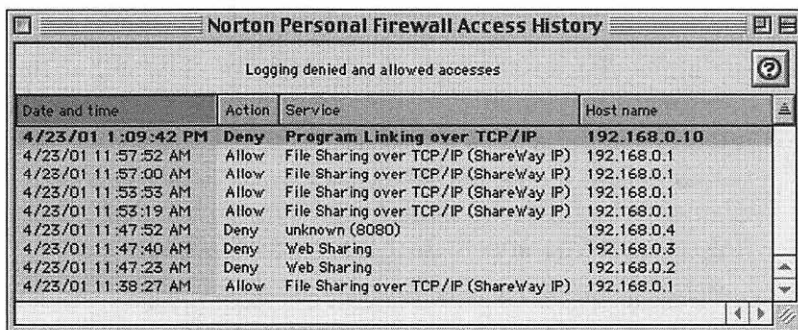 Norton Personal Firewall Access History
Logging denied and allowed accesses
Date and time Action Service Host name
4/23/01 1:09:42 PM Deny Program Linking over TCP/IP 192.168.0.10
4/23/01 11:57:52 AM Allow File Sharing over TCP/IP (ShareWay IP) 192.168.0.1
4/23/01 11:57:00 AM Allow File Sharing over TCP/IP (ShareWay IP) 192.168.0.1
4/23/01 11:53:53 AM Allow File Sharing over TCP/IP (ShareWay IP) 192.168.0.1
4/23/01 11:53:19 AM Allow File Sharing over TCP/IP (ShareWay IP) 192.168.0.1
4/23/01 11:47:52 AM Deny unknown (8080) 192.168.0.4
4/23/01 11:47:40 AM Deny Web Sharing 192.168.0.3
4/23/01 11:47:23 AM Deny Web Sharing 192.168.0.2
4/23/01 11:38:27 AM Allow File Sharing over TCP/IP (ShareWay IP) 192.168.0.1